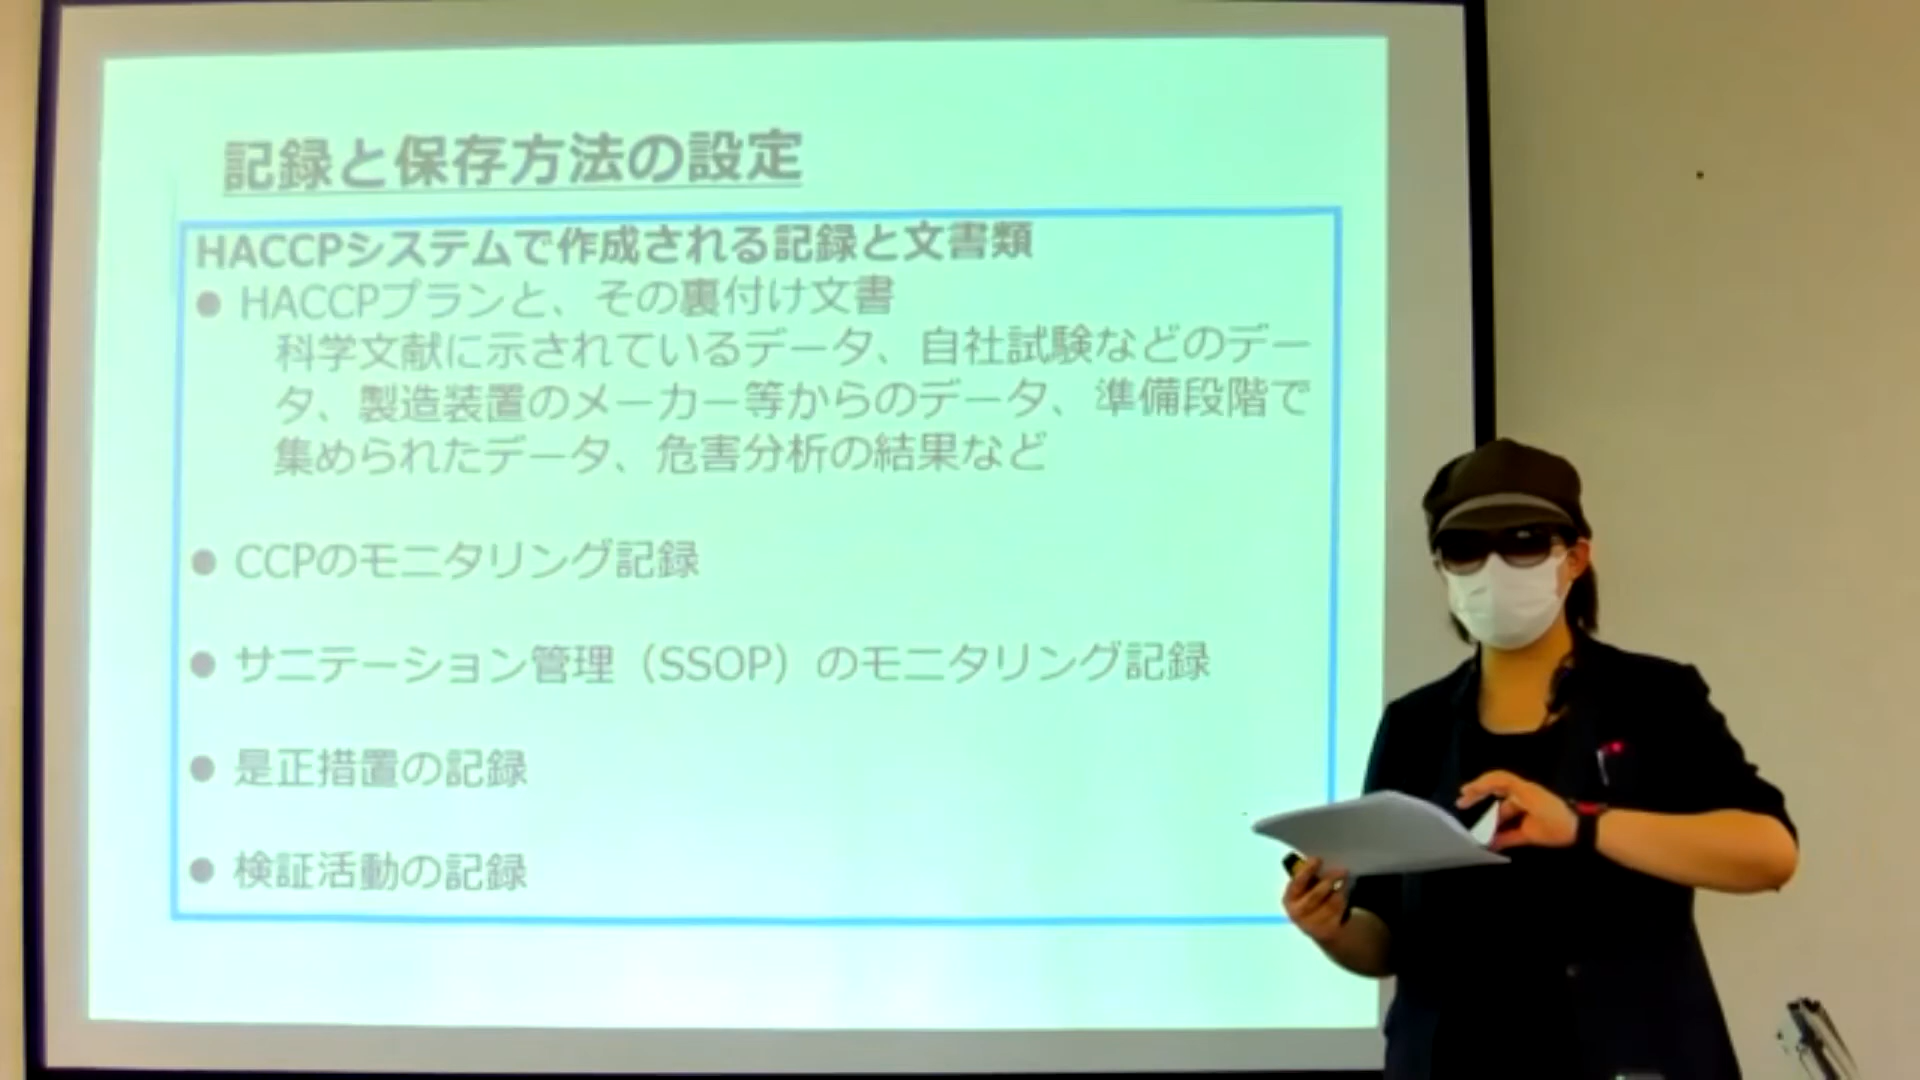 記録と保存方法の設定
HACCPシステムで作成される記録と文書類
● HACCPプランと、その裏付け文書
科学文献に示されているデータ、自社試験などのデー
タ、製造装置のメーカー等からのデータ、準備段階で
集められたデータ、危害分析の結果など
● CCPのモニタリング記録
● サニテーション管理（SSOP）のモニタリング記録
● 是正措置の記録
● 検証活動の記録